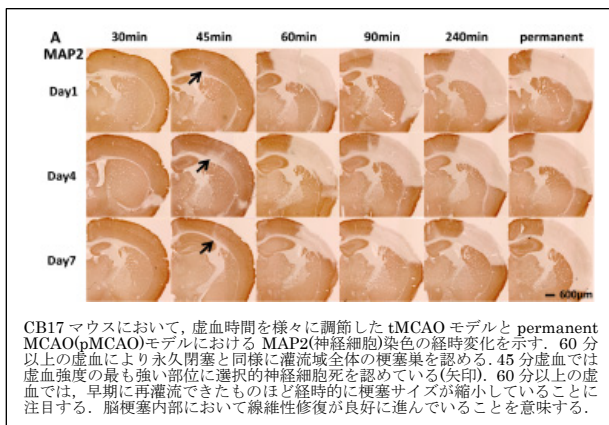 A 30min 45min 60min 90min 240min permanent
MAP2
Day1
Day4
Day7
600μm
CB17 マウスにおいて, 虚血時間を様々に調節した tMCAO モデルと permanent
MCAO(pMCAO)モデルにおける MAP2(神経細胞)染色の経時変化を示す. 60 分
以上の虚血により永久閉塞と同様に灌流域全体の梗塞巣を認める. 45 分虚血では
虚血強度の最も強い部位に選択的神経細胞死を認めている(矢印). 60 分以上の虚
血では, 早期に再灌流できたものほど経時的に梗塞サイズが縮小していることに
注目する. 脳梗塞内部において線維性修復が良好に進んでいることを意味する.